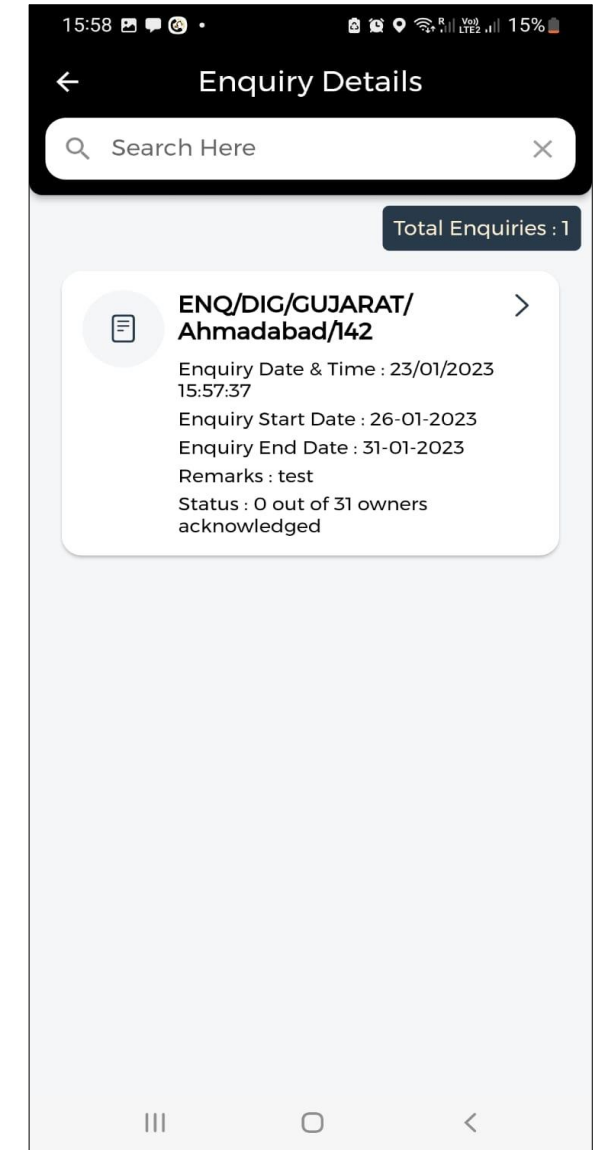 15:58 R Vo) LTE2 15%
Enquiry Details
Search Here
Total Enquiries : 1
ENQ/DIG/GUJARAT/
Ahmadabad/142
Enquiry Date & Time : 23/01/2023
15:57:37
Enquiry Start Date : 26-01-2023
Enquiry End Date : 31-01-2023
Remarks : test
Status : 0 out of 31 owners
acknowledged